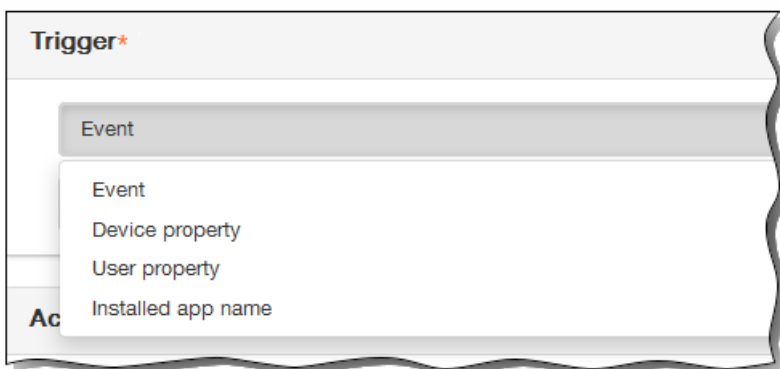 Trigger*
Event
Event
Device property
User property
Installed app name
Ac